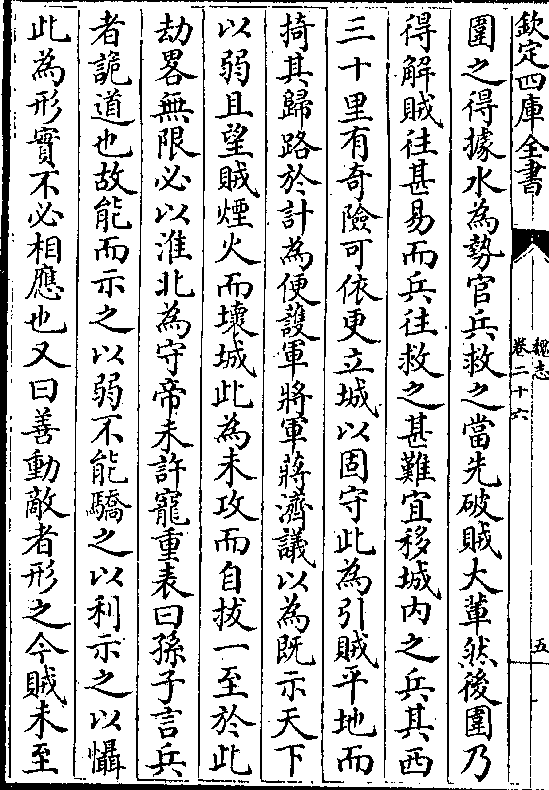 欽定四庫全書
魏志
卷二十六
五
圍之得據水為勢官兵救之當先破賊大軰然後圍乃
得解賊往甚易而兵往救之甚難宜移城内之兵其西
三十里有奇險可依更立城以固守此為引賊平地而
掎其歸路於計為便護軍將軍蔣濟議以為既示天下
以弱且望賊煙火而壞城此為未攻而自拔一至於此
劫畧無限必以淮北為守帝未許寵重表曰孫子言兵
者詭道也故能而示之以弱不能驕之以利示之以懾
此為形實不必相應也又曰善動敵者形之今賊未至